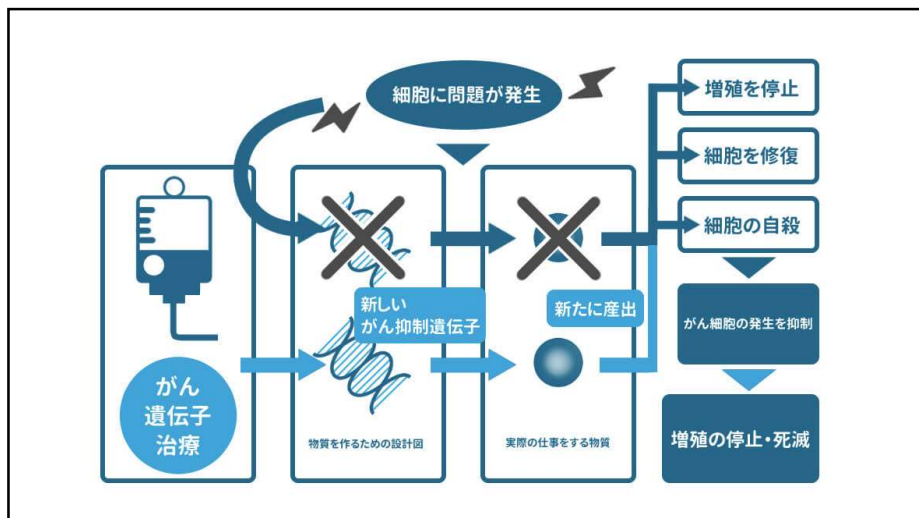 細胞に問題が発生
増殖を停止
細胞を修復
細胞の自殺
新しい
がん抑制遺伝子
新たに産出
がん細胞の発生を抑制
がん
遺伝子
治療
物質を作るための設計図
実際の仕事をする物質
増殖の停止・死滅